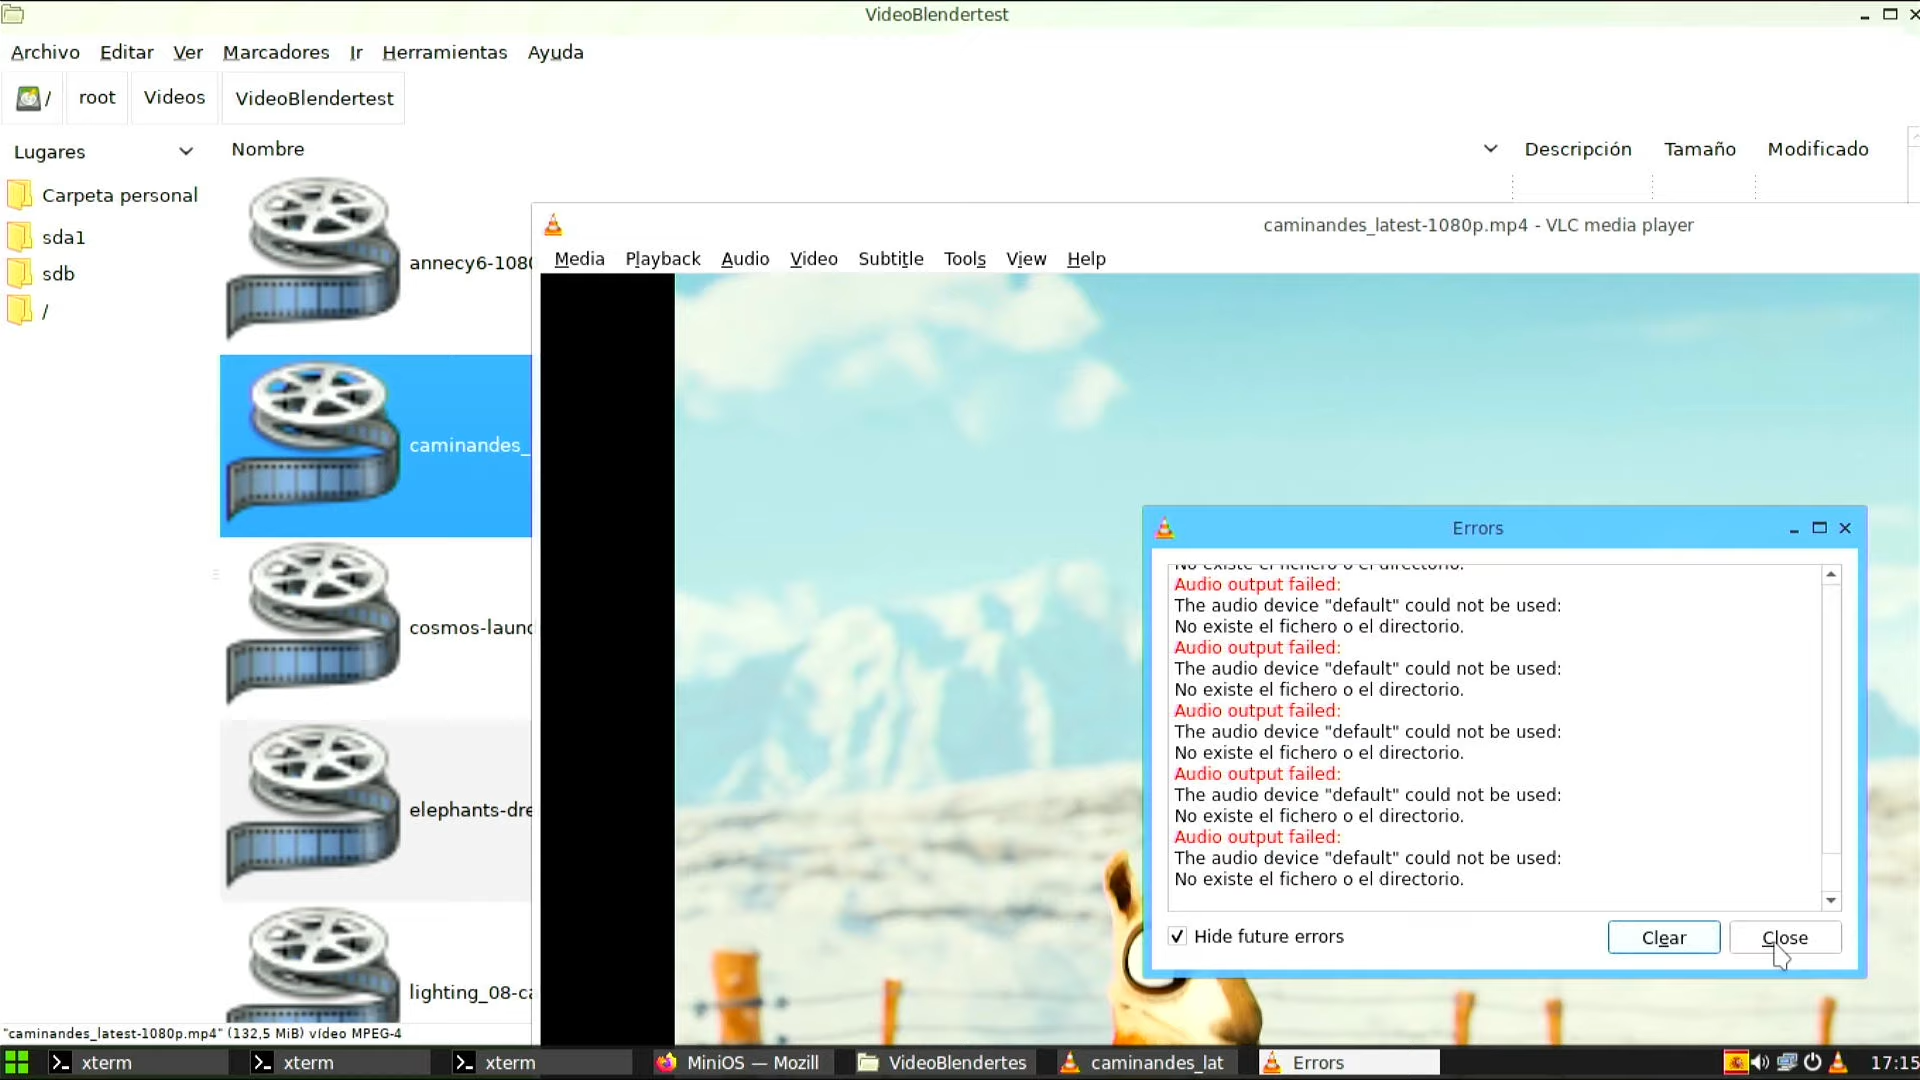 VideoBlendertest
Archivo Editar Ver Marcadores Ir Herramientas Ayuda
/ root Videos VideoBlendertest
Lugares
Nombre Descripción Tamaño Modificado
Carpeta personal
sda1
sdb
/
annecy6-1080
caminandes_
cosmos-laun
elephants-dre
lighting_08-ca
"caminandes_latest-1080p.mp4" (132,5 MiB) vídeo MPEG-4
caminandes_latest-1080p.mp4 - VLC media player
Media Playback Audio Video Subtitle Tools View Help
Errors
No existe el fichero o el directorio.
Audio output failed:
The audio device "default" could not be used:
No existe el fichero o el directorio.
Audio output failed:
The audio device "default" could not be used:
No existe el fichero o el directorio.
Audio output failed:
The audio device "default" could not be used:
No existe el fichero o el directorio.
Audio output failed:
The audio device "default" could not be used:
No existe el fichero o el directorio.
Audio output failed:
The audio device "default" could not be used:
No existe el fichero o el directorio.
Hide future errors
Clear Close
xterm xterm xterm MiniOS — Mozill VideoBlendertes caminandes_lat Errors 17:15